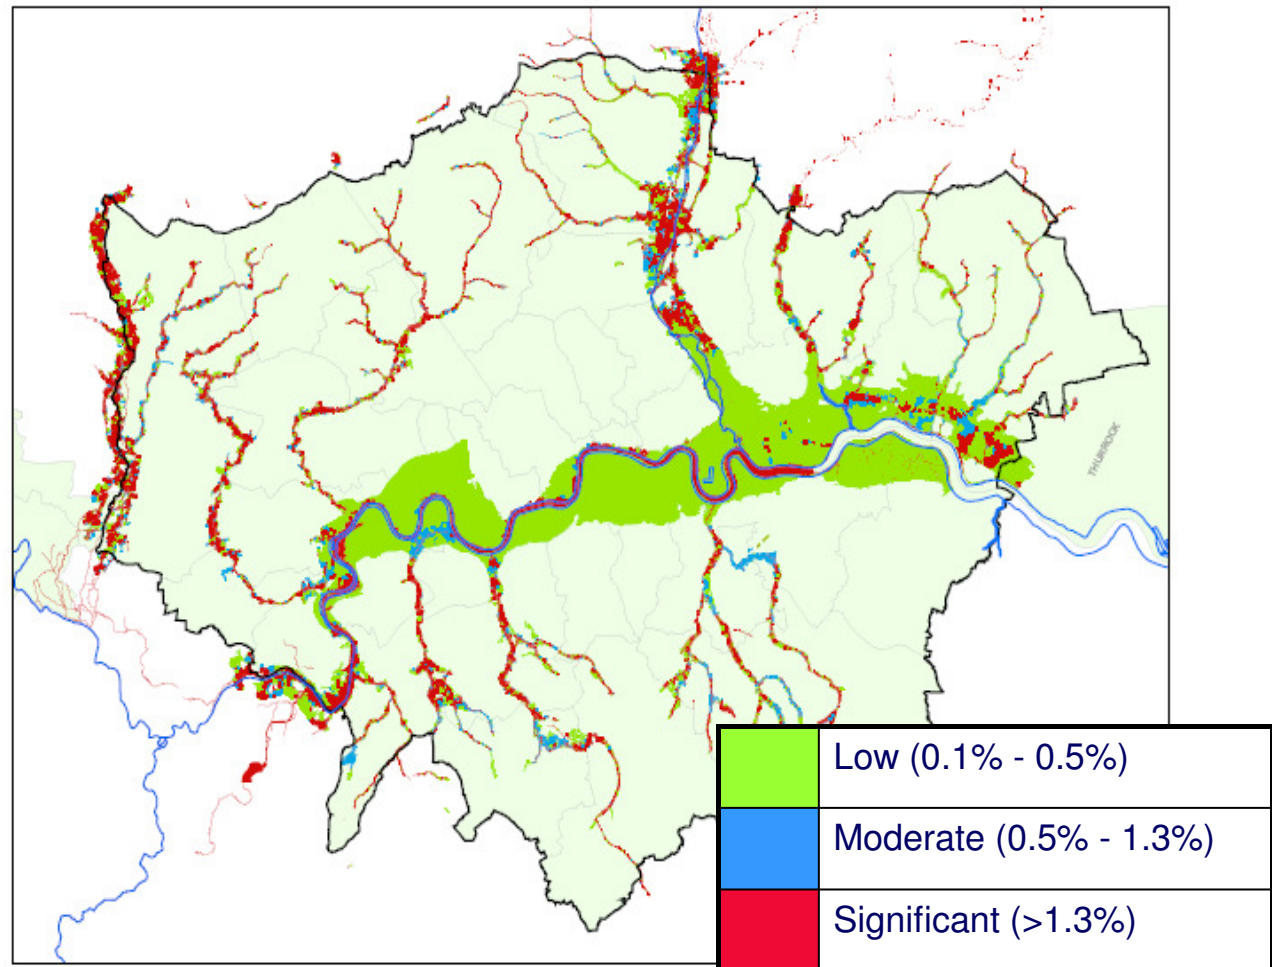 THURROCK
Low (0.1% - 0.5%)
Moderate (0.5% - 1.3%)
Significant (>1.3%)